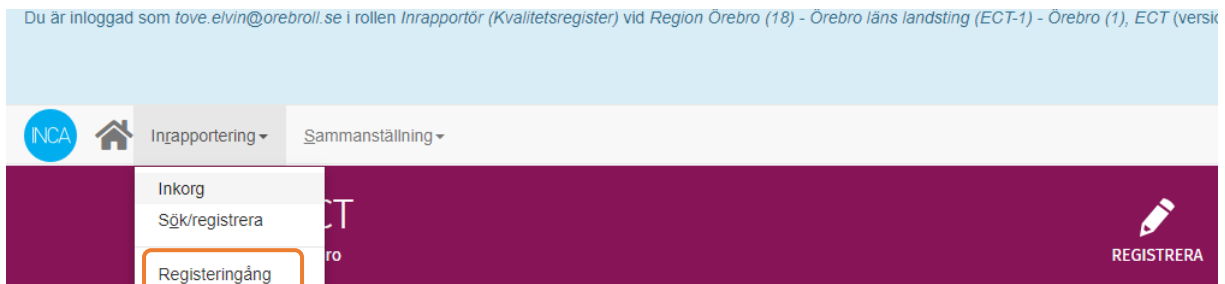 Du är inloggad som tove.elvin@orebroll.se i rollen Inrapportör (Kvalitetsregister) vid Region Örebro (18) - Örebro läns landsting (ECT-1) - Örebro (1), ECT
INCA Inrapportering Sammanställning
Inkorg
Sök/registrera
CT
ro
REGISTRERA
Registeringång